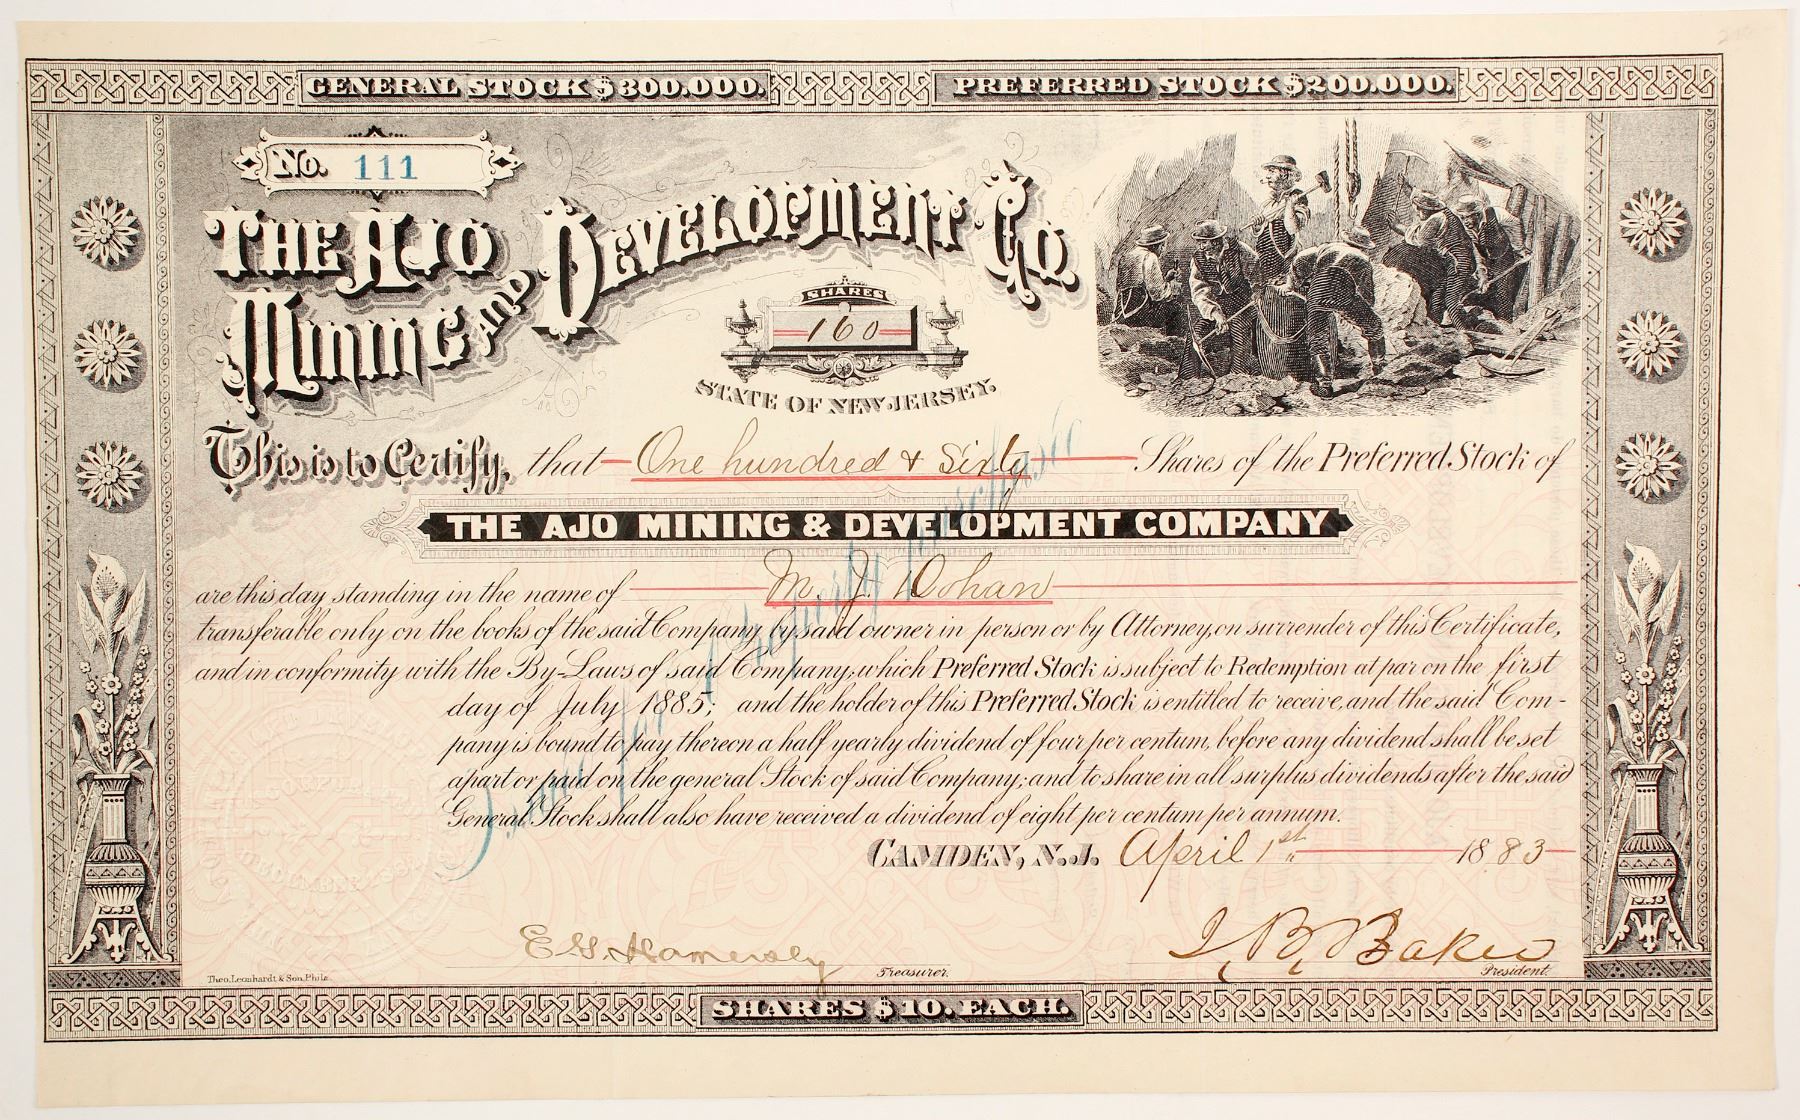 GENERAL STOCK $300.000.
PREFERRED STOCK $200.000.
No. 111
THE AJO MINING AND DEVELOPMENT CO.
SHARES
160
STATE OF NEW JERSEY.
This is to Certify, that One hundred & Sixty Shares of the Preferred Stock of
THE AJO MINING & DEVELOPMENT COMPANY
are this day standing in the name of M. J. Dohan
transferable only on the books of the said Company by said owner in person or by Attorney, on surrender of this Certificate,
and in conformity with the By-Laws of said Company; which Preferred Stock is subject to Redemption at par on the first
day of July 1885; and the holder of this Preferred Stock is entitled to receive, and the said Com-
pany is bound to pay thereon a half yearly dividend of four per centum, before any dividend shall be set
apart or paid on the general Stock of said Company; and to share in all surplus dividends after the said
General Stock shall also have received a dividend of eight per centum per annum.
CAMDEN, N.J. April 1st 1883
E. G. Hamersly Treasurer.
I. B. Baker President.
Theo. Leonhardt & Son. Phila.
SHARES $10. EACH.